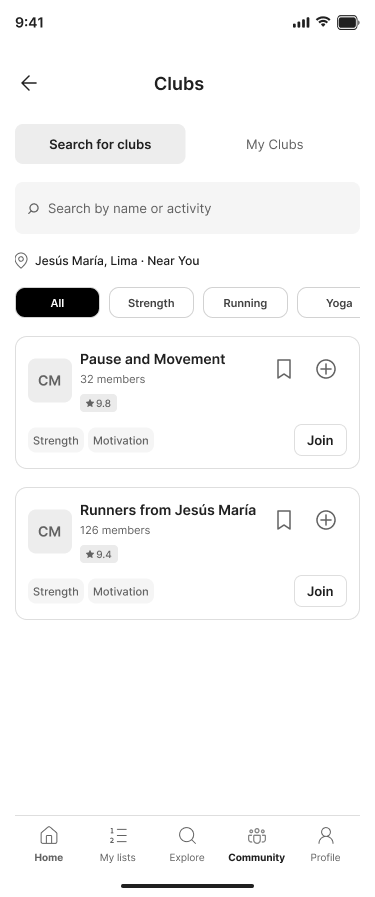 9:41
Clubs
Search for clubs
My Clubs
Search by name or activity
Jesús María, Lima · Near You
All
Strength
Running
Yoga
CM
Pause and Movement
32 members
9.8
Strength
Motivation
Join
CM
Runners from Jesús María
126 members
9.4
Strength
Motivation
Join
1
2
Home
My lists
Explore
Community
Profile